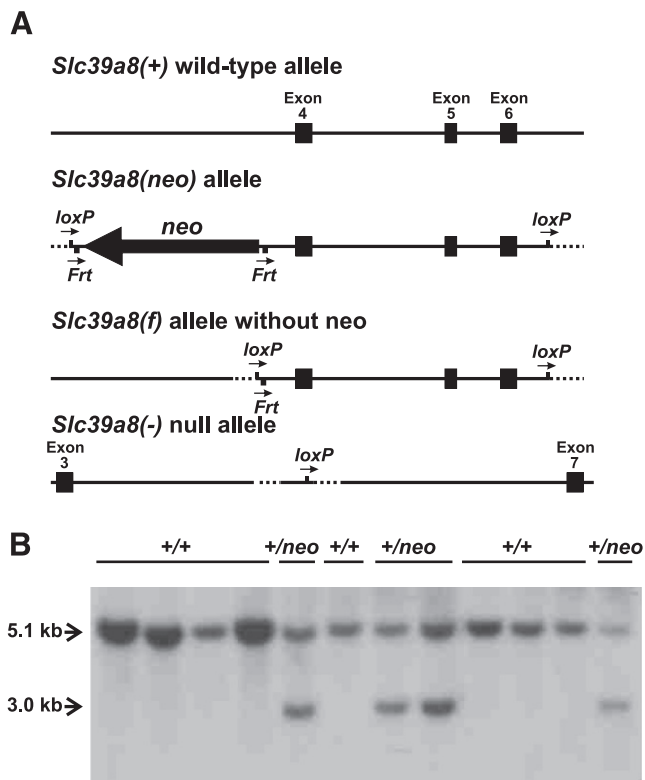 A
Slc39a8(+) wild-type allele
Exon 4
Exon 5
Exon 6
Slc39a8(neo) allele
loxP
neo
loxP
Frt
Frt
Slc39a8(f) allele without neo
loxP
loxP
Frt
Slc39a8(-) null allele
Exon 3
loxP
Exon 7
B
+/+
+/neo
+/+
+/neo
+/+
+/neo
5.1 kb
3.0 kb